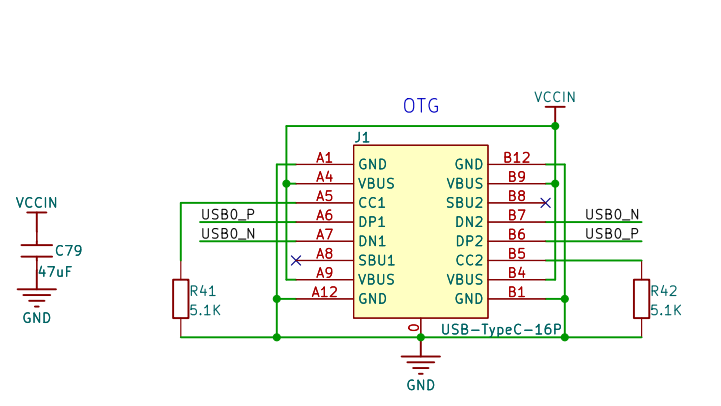 OTG
VCCIN
J1
A1 GND GND B12
A4 VBUS VBUS B9
A5 CC1 SBU2 B8
USB0_P A6 DP1 DN2 B7 USB0_N
USB0_N A7 DN1 DP2 B6 USB0_P
A8 SBU1 CC2 B5
A9 VBUS VBUS B4
A12 GND GND B1
0
USB-TypeC-16P
GND
VCCIN
C79
47uF
GND
R41
5.1K
R42
5.1K